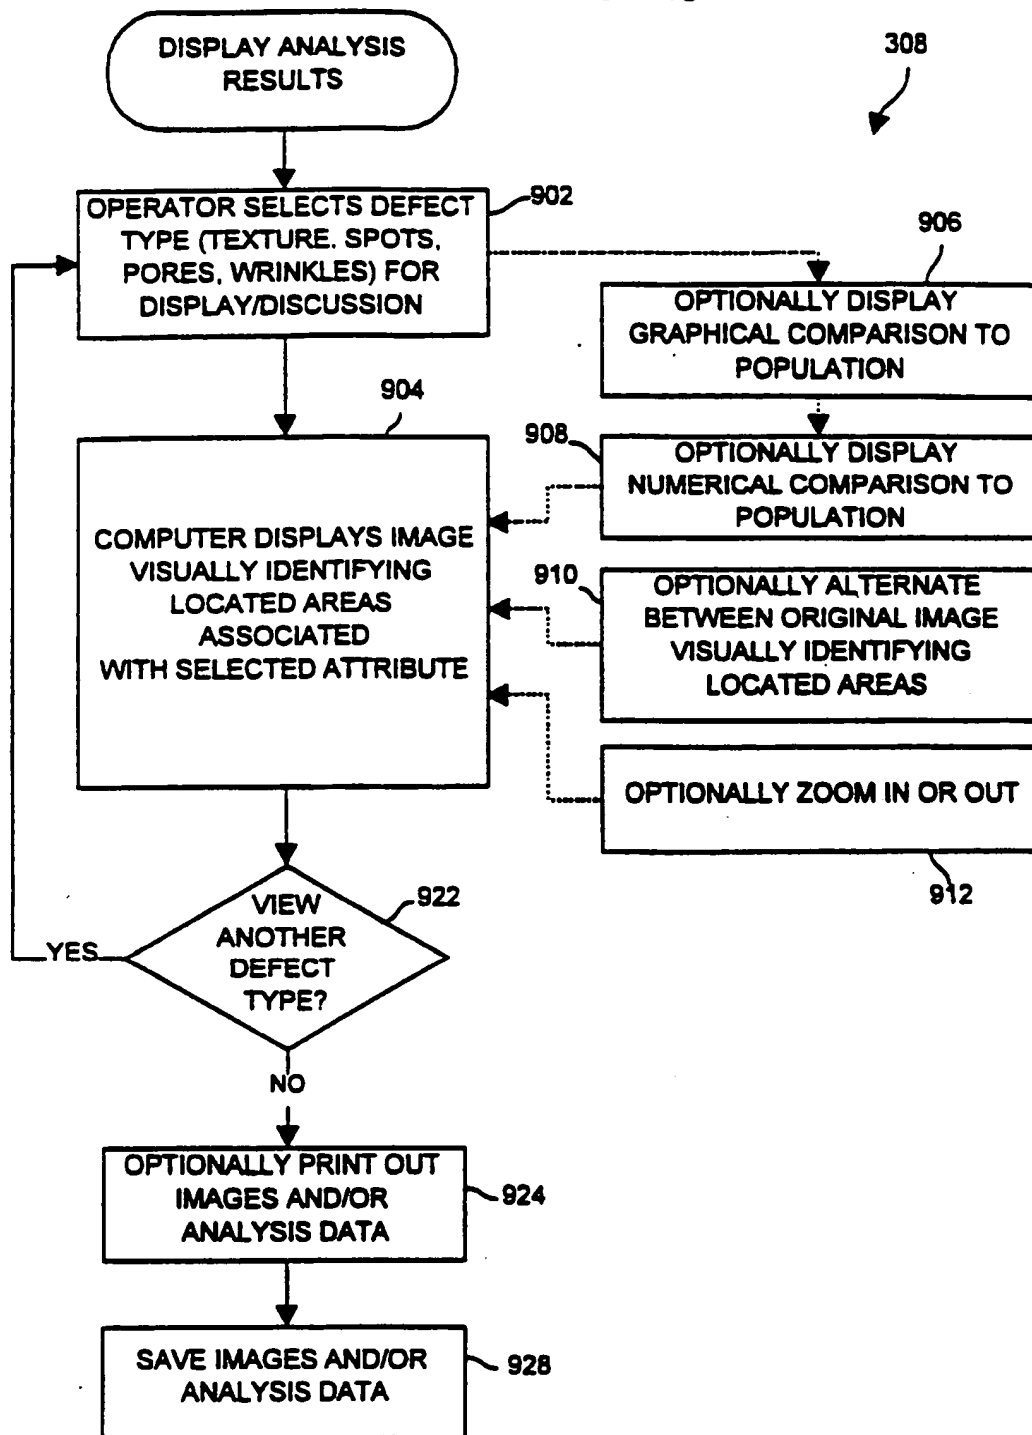 DISPLAY ANALYSIS
RESULTS
308
OPERATOR SELECTS DEFECT
TYPE (TEXTURE. SPOTS,
PORES, WRINKLES) FOR
DISPLAY/DISCUSSION
902
906
OPTIONALLY DISPLAY
GRAPHICAL COMPARISON TO
POPULATION
904
COMPUTER DISPLAYS IMAGE
VISUALLY IDENTIFYING
LOCATED AREAS
ASSOCIATED
WITH SELECTED ATTRIBUTE
908
OPTIONALLY DISPLAY
NUMERICAL COMPARISON TO
POPULATION
910
OPTIONALLY ALTERNATE
BETWEEN ORIGINAL IMAGE
VISUALLY IDENTIFYING
LOCATED AREAS
OPTIONALLY ZOOM IN OR OUT
912
VIEW
ANOTHER
DEFECT
TYPE?
922
YES
NO
OPTIONALLY PRINT OUT
IMAGES AND/OR
ANALYSIS DATA
924
SAVE IMAGES AND/OR
ANALYSIS DATA
928